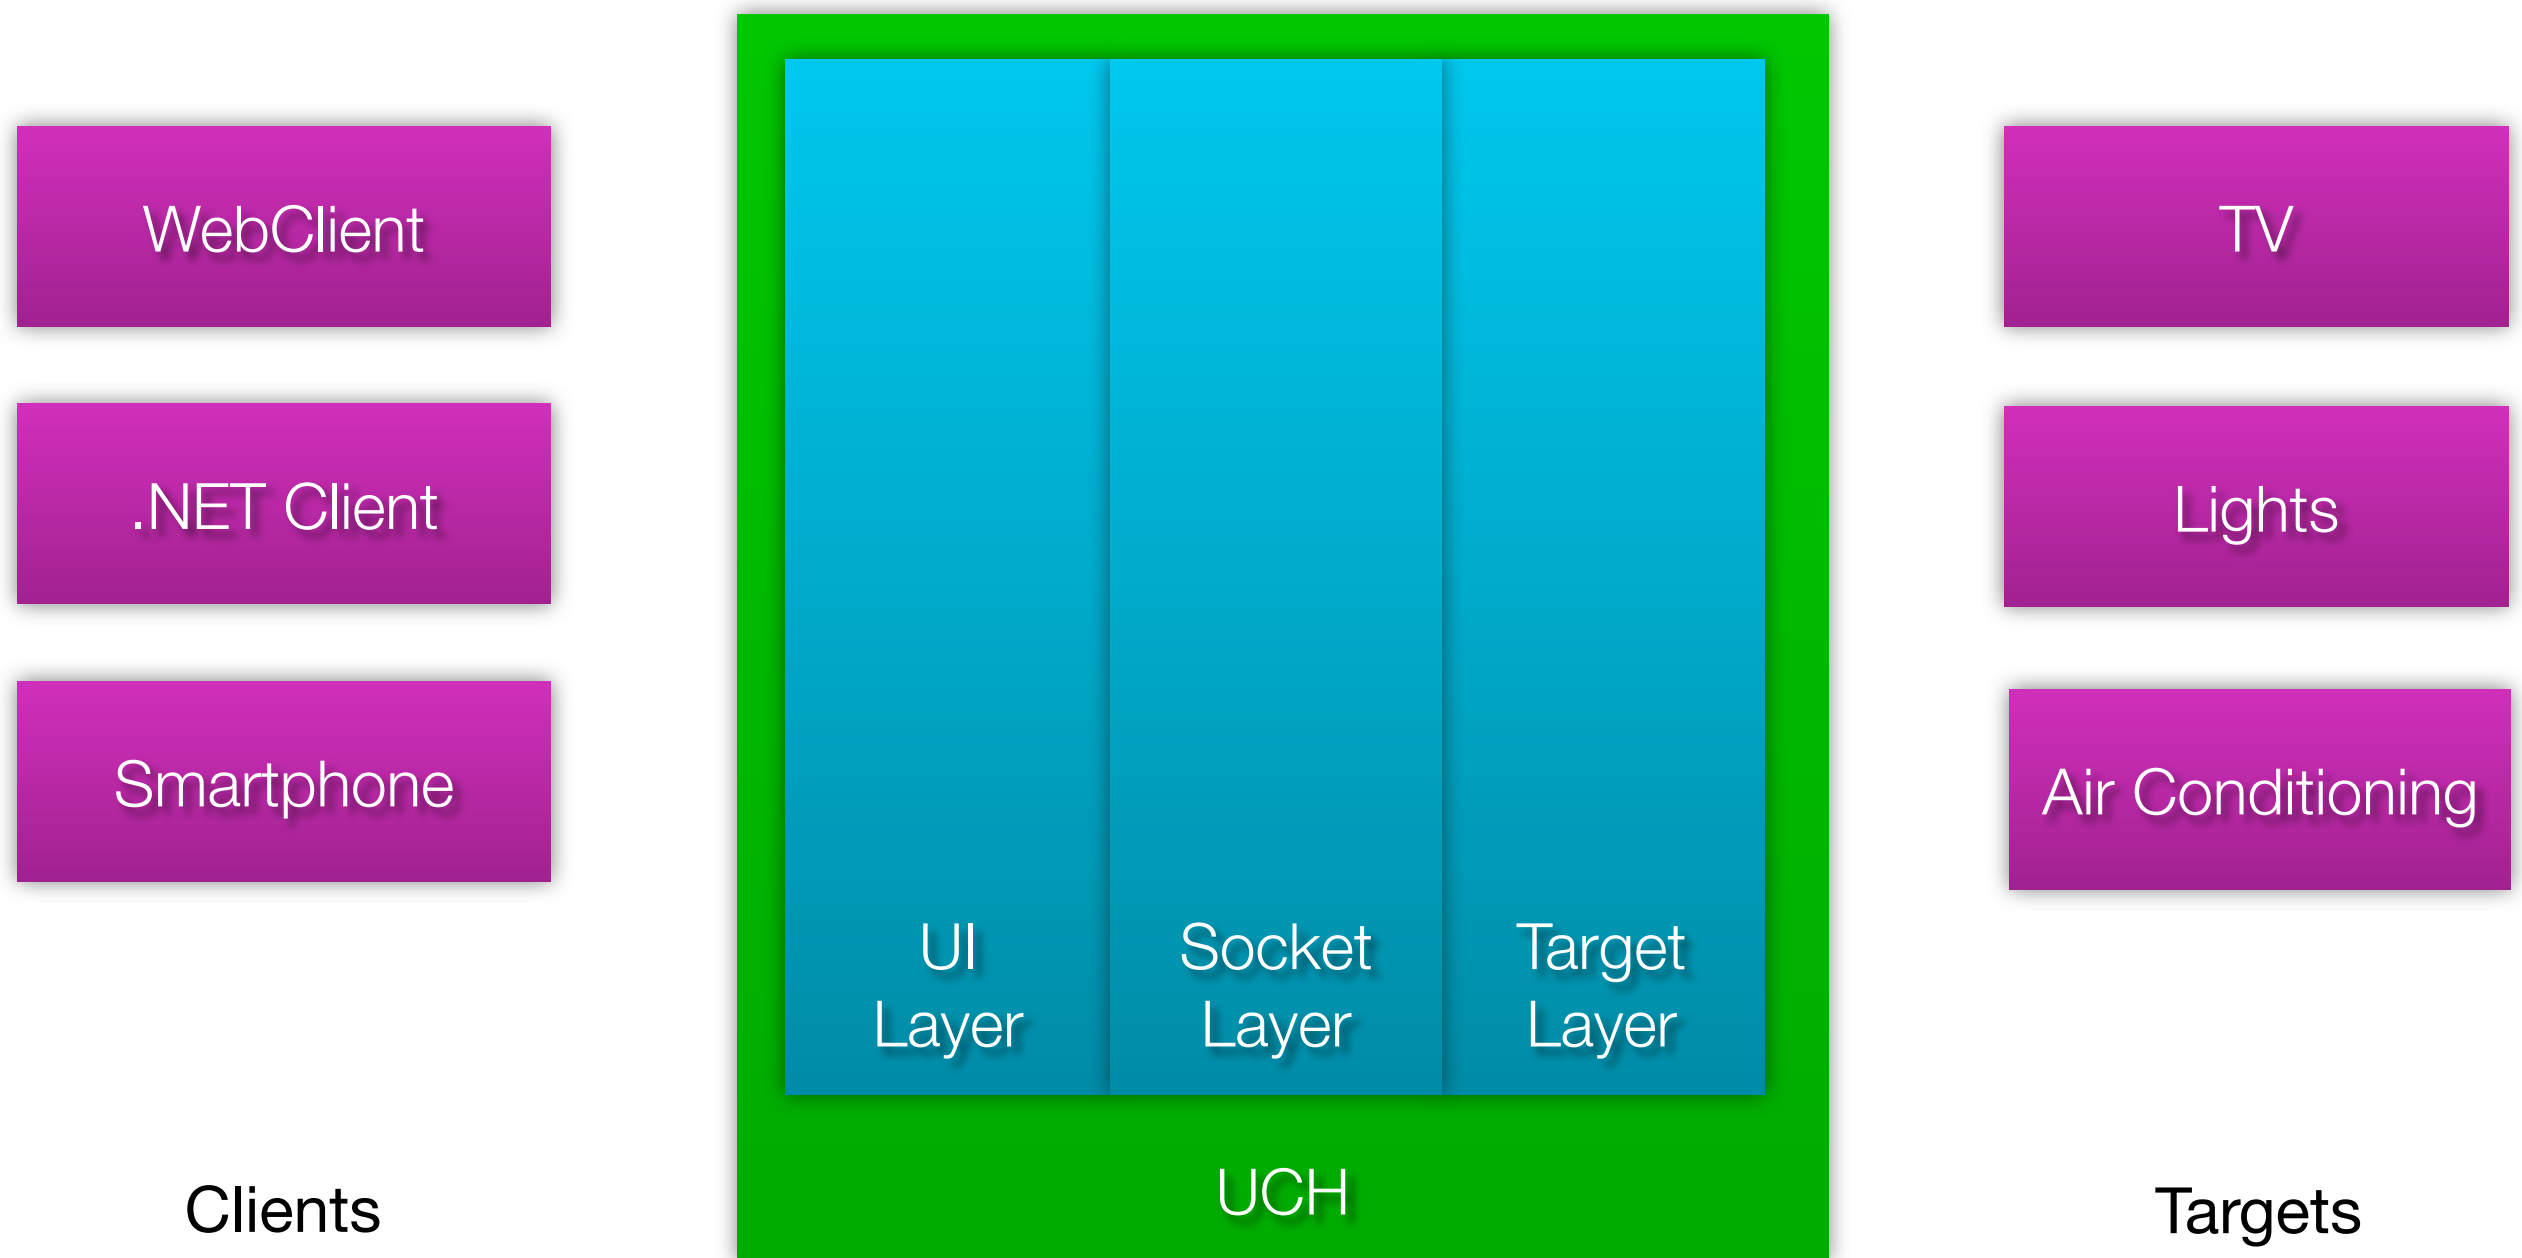 WebClient
.NET Client
Smartphone
Clients
UI
Layer
Socket
Layer
Target
Layer
UCH
TV
Lights
Air Conditioning
Targets